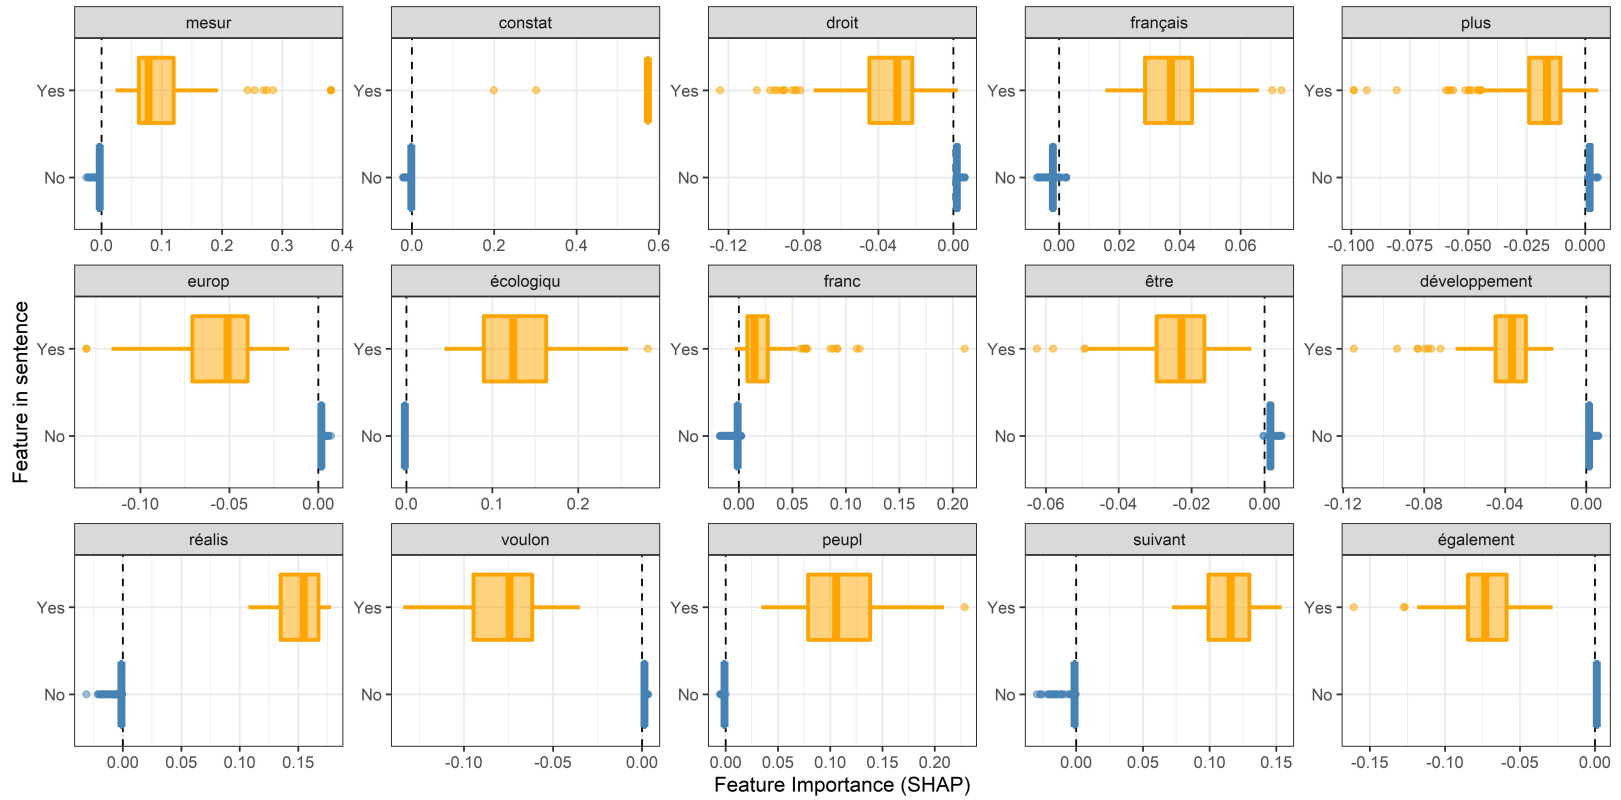 mesur constat droit français plus
Yes Yes Yes Yes Yes
No No No No No
0.0 0.1 0.2 0.3 0.4 0.0 0.2 0.4 0.6 -0.12 -0.08 -0.04 0.00 0.00 0.02 0.04 0.06 -0.100 -0.075 -0.050 -0.025 0.000
europ écologiqu franc être développement
Yes Yes Yes Yes Yes
No No No No No
-0.10 -0.05 0.00 0.0 0.1 0.2 0.00 0.05 0.10 0.15 0.20 -0.06 -0.04 -0.02 0.00 -0.12 -0.08 -0.04 0.00
réalis voulon peupl suivant également
Yes Yes Yes Yes Yes
No No No No No
0.00 0.05 0.10 0.15 -0.10 -0.05 0.00 0.00 0.05 0.10 0.15 0.20 0.00 0.05 0.10 0.15 -0.15 -0.10 -0.05 0.00
Feature Importance (SHAP)
Feature in sentence